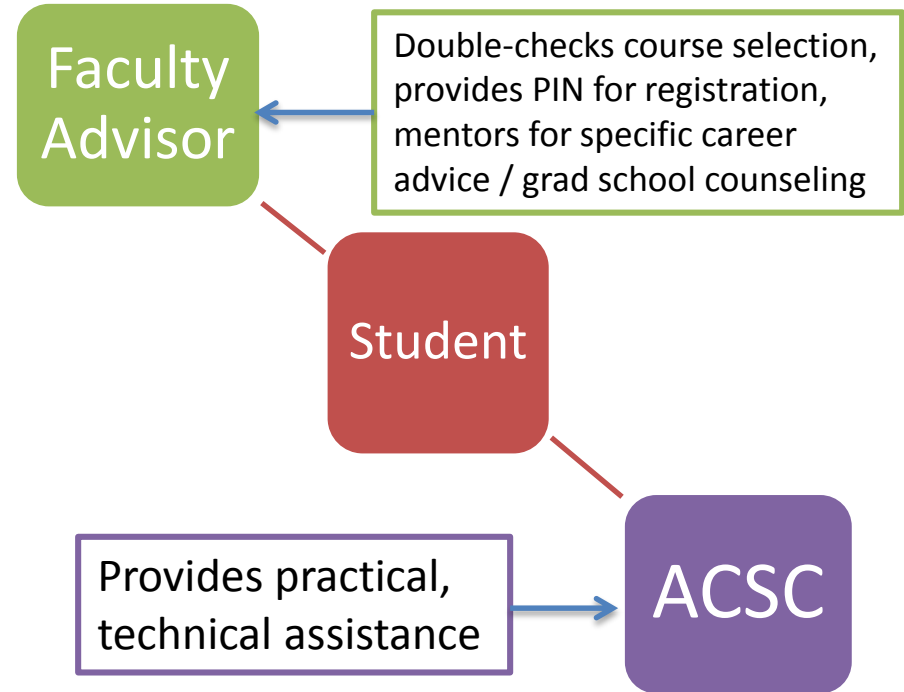 Faculty
Advisor
Double-checks course selection,
provides PIN for registration,
mentors for specific career
advice / grad school counseling
Student
Provides practical,
technical assistance
ACSC